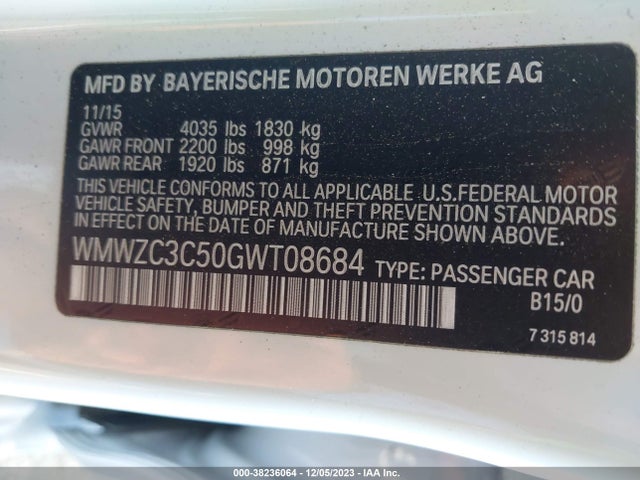 MFD BY BAYERISCHE MOTOREN WERKE AG
11/15
GVWR 4035 lbs 1830 kg
GAWR FRONT 2200 lbs 998 kg
GAWR REAR 1920 lbs 871 kg
THIS VEHICLE CONFORMS TO ALL APPLICABLE U.S.FEDERAL MOTOR
VEHICLE SAFETY, BUMPER AND THEFT PREVENTION STANDARDS
IN EFFECT ON THE DATE OF MANUFACTURE SHOWN ABOVE.
WMWZC3C50GWT08684 TYPE: PASSENGER CAR
B15/0
7 315 814
000-38236064 / 12/05/2023 - IAA Inc.